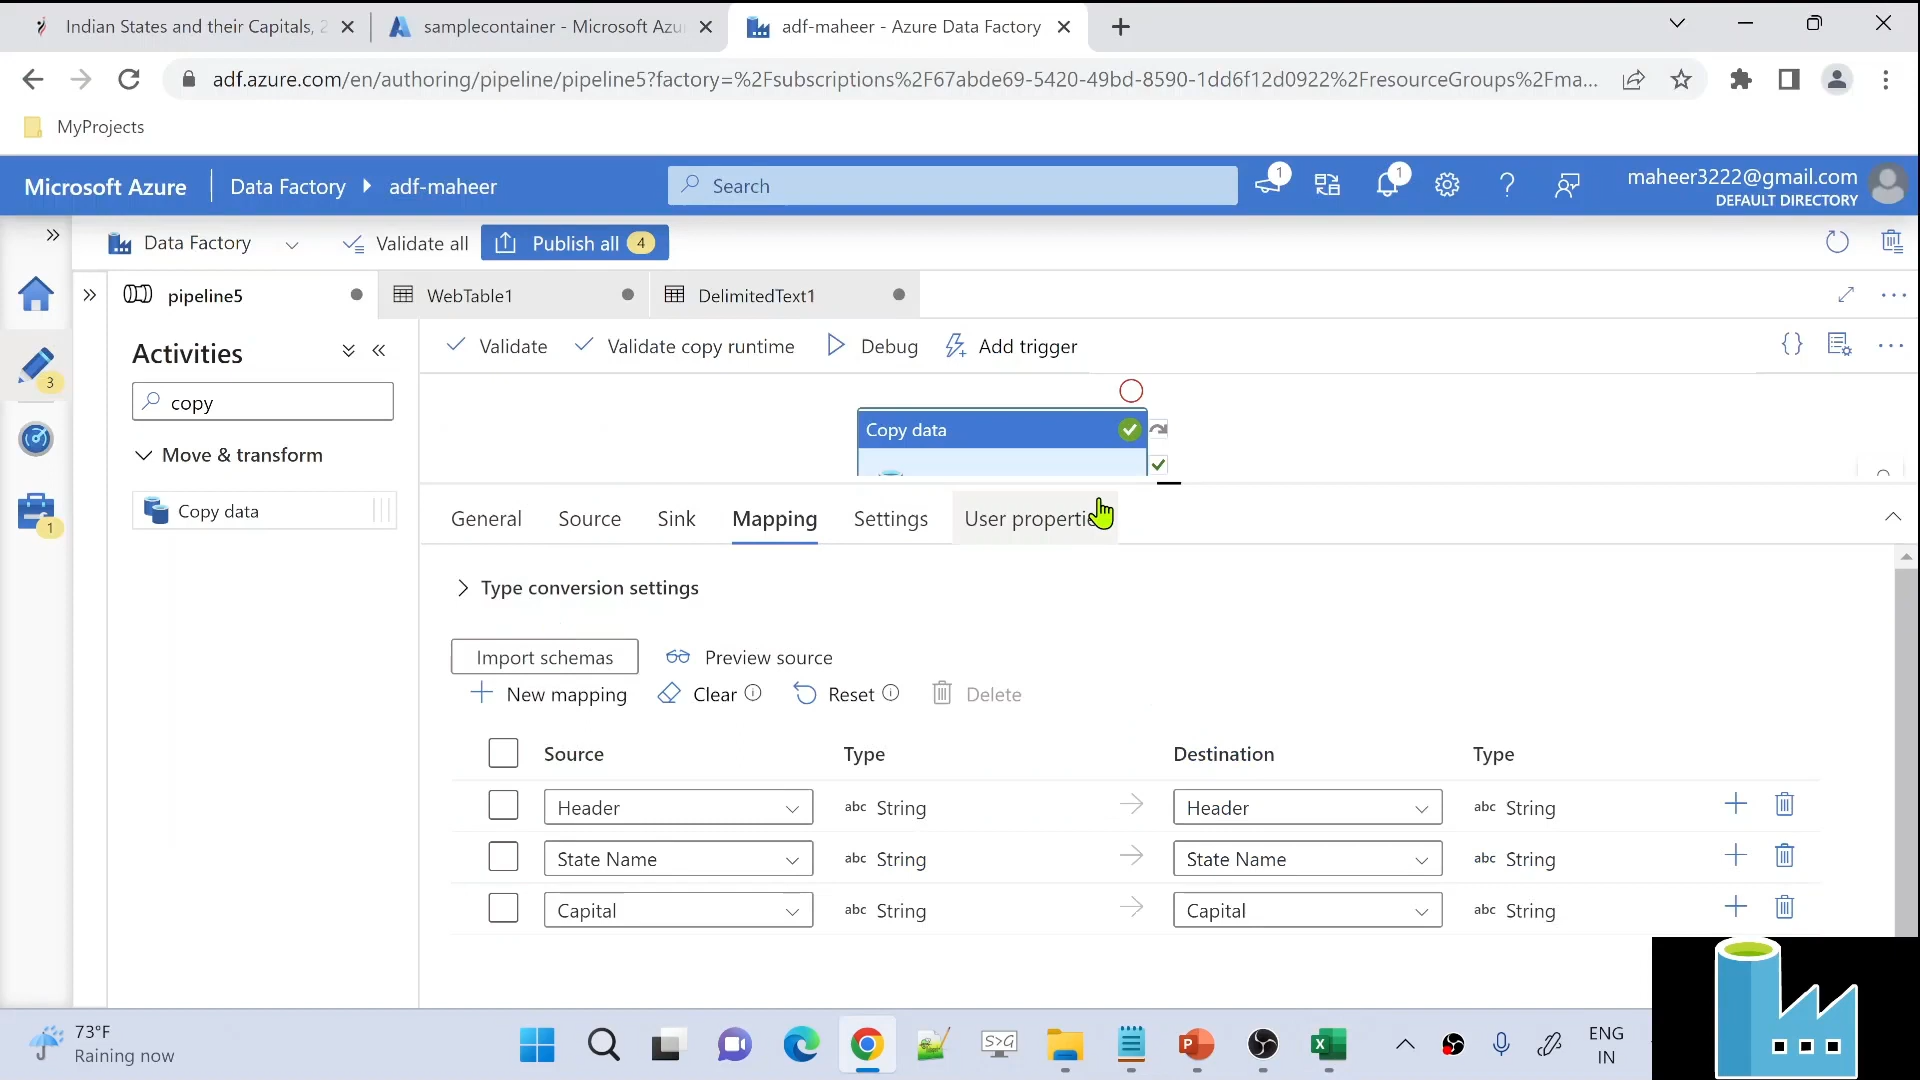 Indian States and their Capitals, 2
samplecontainer - Microsoft Azu
adf-maheer - Azure Data Factory
adf.azure.com/en/authoring/pipeline/pipeline5?factory=%2Fsubscriptions%2F67abde69-5420-49bd-8590-1dd6f12d0922%2FresourceGroups%2Fma...
MyProjects
Microsoft Azure
Data Factory
adf-maheer
Search
1
1
maheer3222@gmail.com
DEFAULT DIRECTORY
Data Factory
Validate all
Publish all
4
pipeline5
WebTable1
DelimitedText1
Activities
Validate
Validate copy runtime
Debug
Add trigger
3
copy
Copy data
Move & transform
Copy data
1
General
Source
Sink
Mapping
Settings
User properti
Type conversion settings
Import schemas
Preview source
New mapping
Clear
Reset
Delete
Source
Type
Destination
Type
Header
abc String
Header
abc String
State Name
abc String
State Name
abc String
Capital
abc String
Capital
abc String
73°F
Raining now
S>G
P
X
ENG
IN